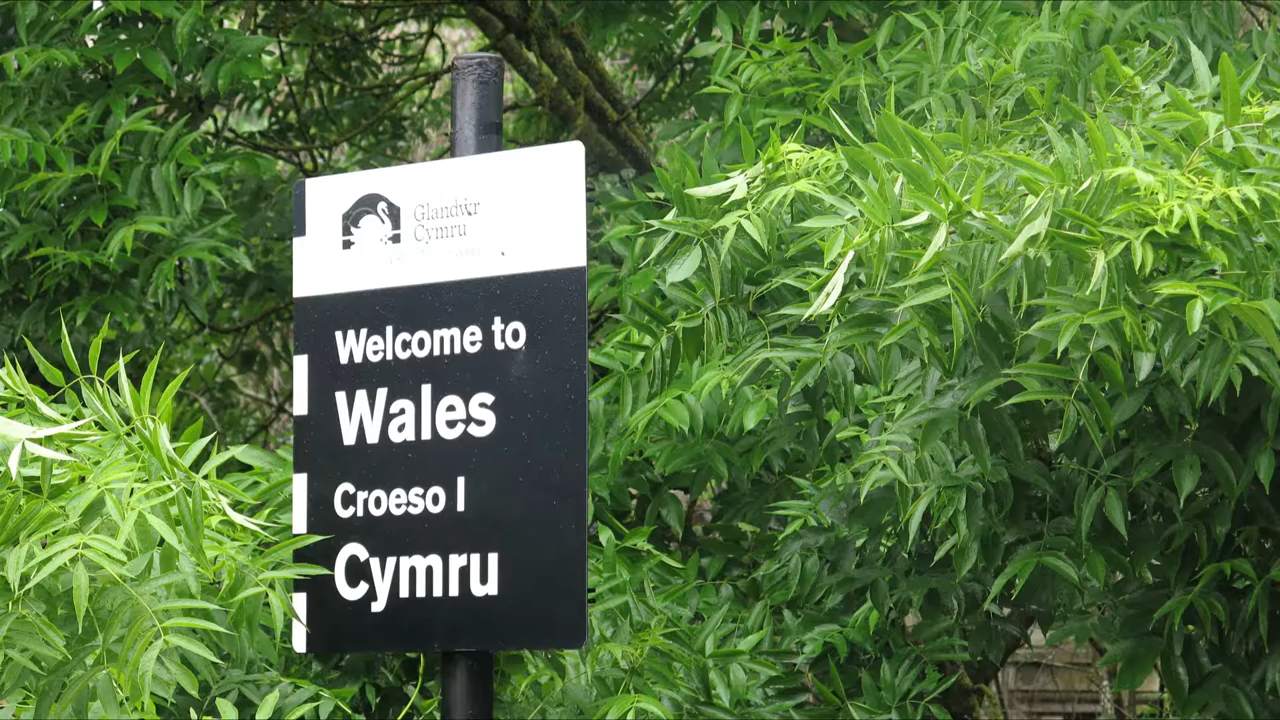 Glandŵr
Cymru
Welcome to
Wales
Croeso I
Cymru